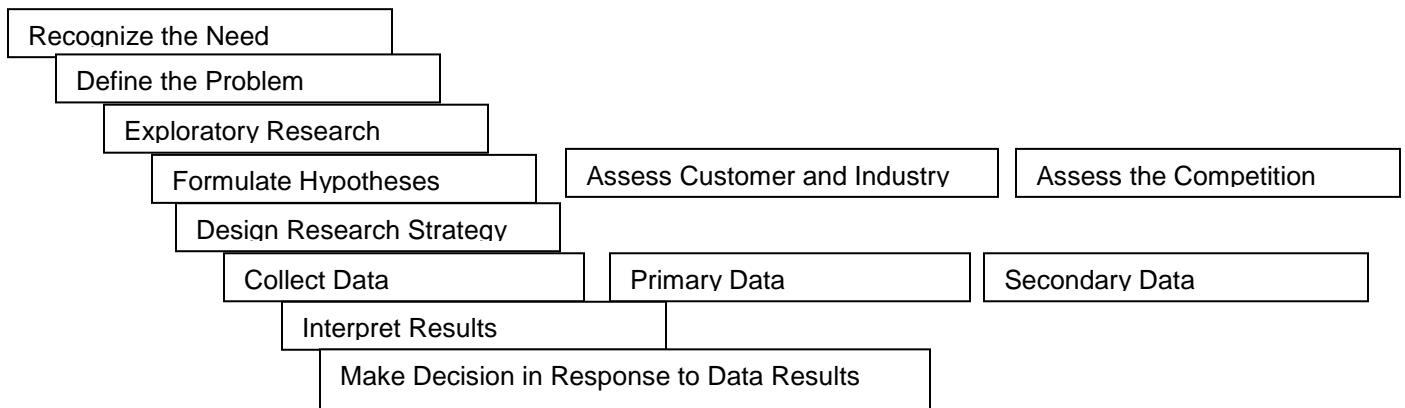 Recognize the Need
Define the Problem
Exploratory Research
Formulate Hypotheses
Assess Customer and Industry
Assess the Competition
Design Research Strategy
Collect Data
Primary Data
Secondary Data
Interpret Results
Make Decision in Response to Data Results